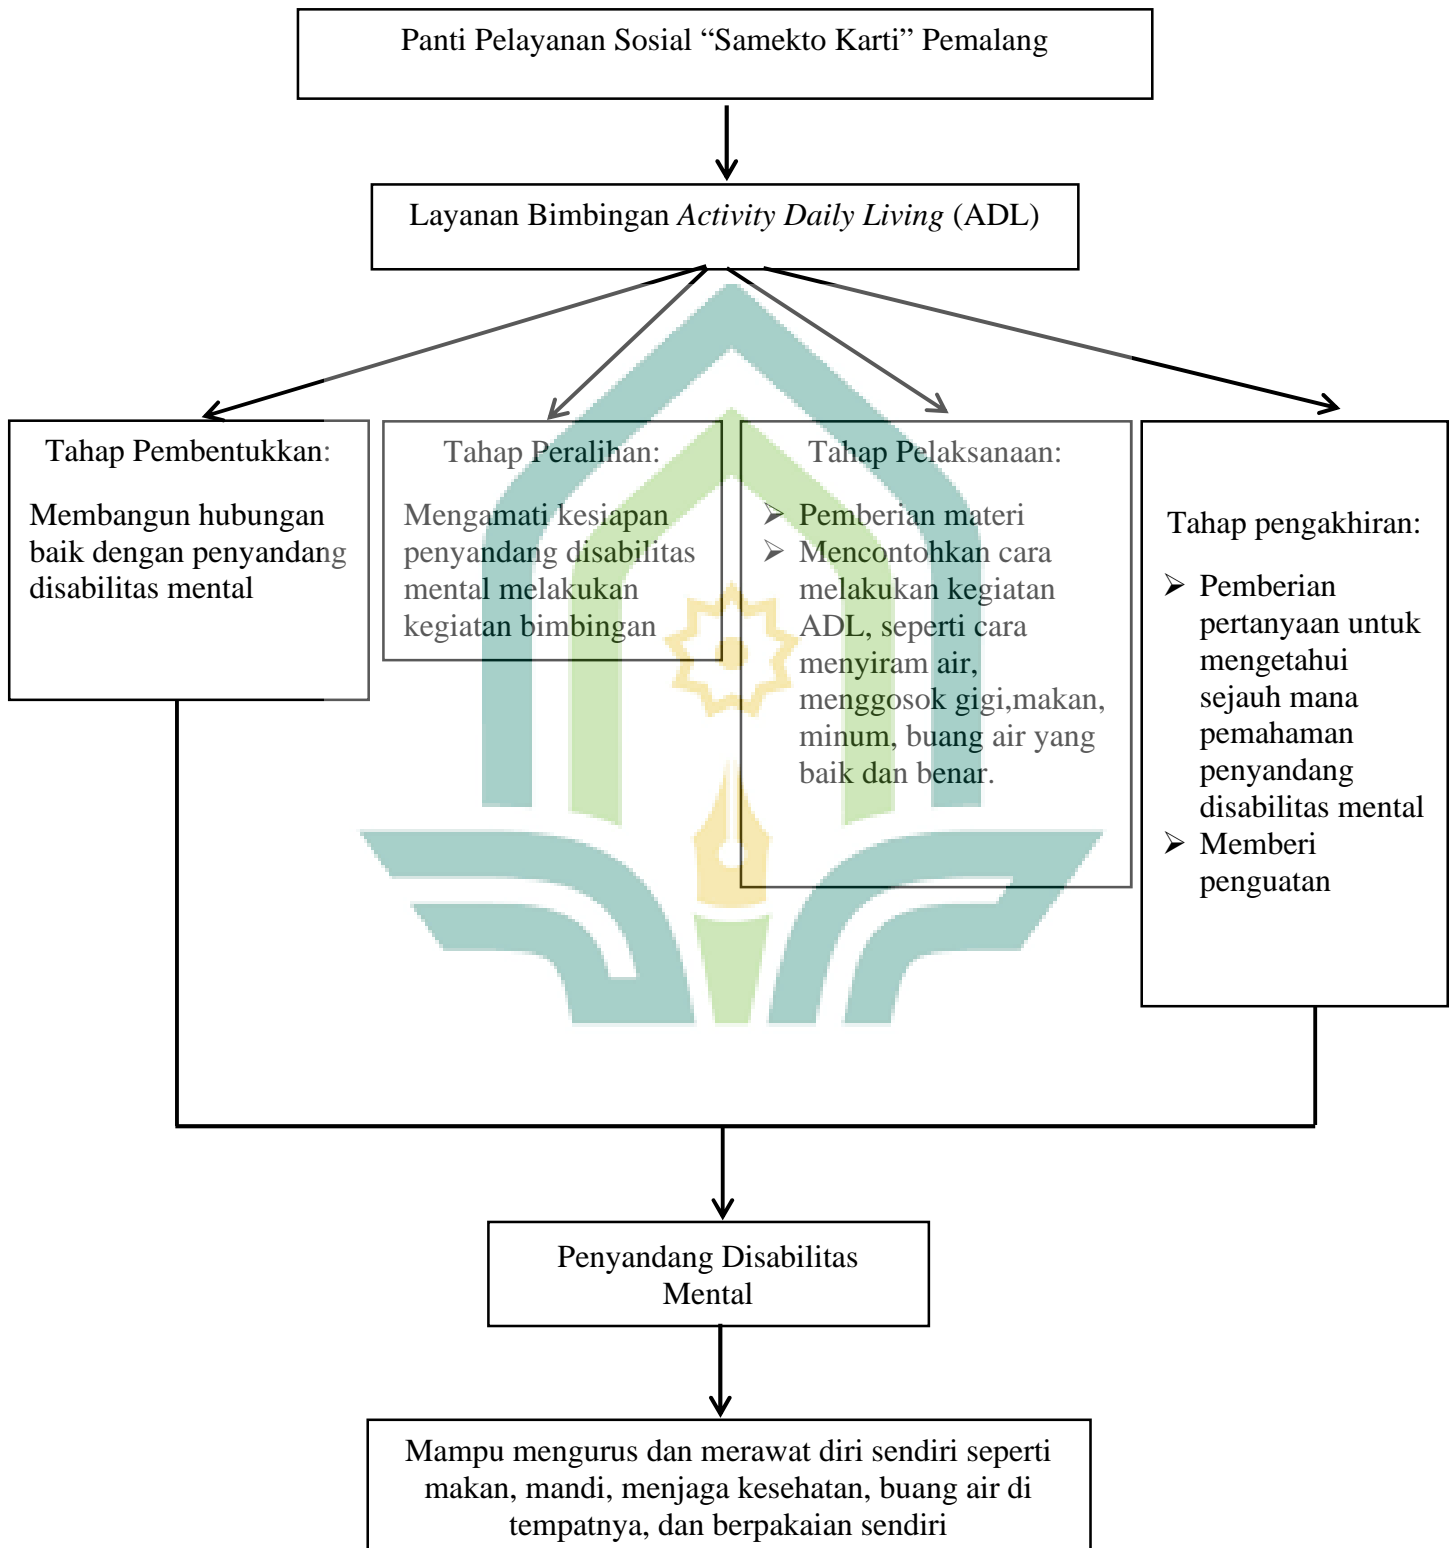 Panti Pelayanan Sosial “Samekto Karti” Pemalang
Layanan Bimbingan Activity Daily Living (ADL)
Tahap Pembentukkan:
Membangun hubungan
baik dengan penyandang
disabilitas mental
Tahap Peralihan:
Mengamati kesiapan
penyandang disabilitas
mental melakukan
kegiatan bimbingan
Tahap Pelaksanaan:
➢ Pemberian materi
➢ Mencontohkan cara
melakukan kegiatan
ADL, seperti cara
menyiram air,
menggosok gigi,makan,
minum, buang air yang
baik dan benar.
Tahap pengakhiran:
➢ Pemberian
pertanyaan untuk
mengetahui
sejauh mana
pemahaman
penyandang
disabilitas mental
➢ Memberi
penguatan
Penyandang Disabilitas
Mental
Mampu mengurus dan merawat diri sendiri seperti
makan, mandi, menjaga kesehatan, buang air di
tempatnya, dan berpakaian sendiri